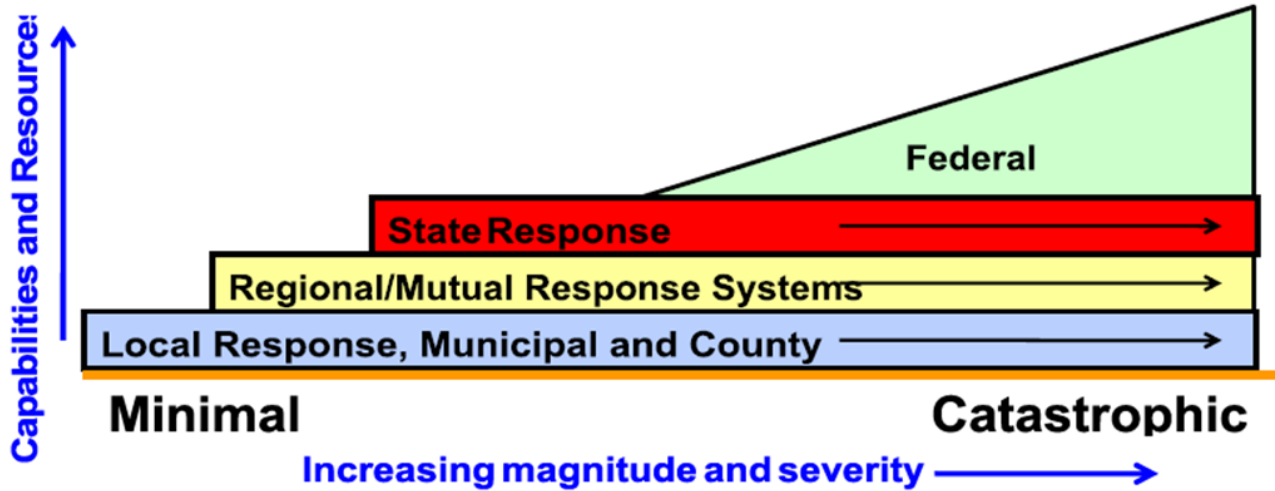 Capabilities and Resources
Federal
State Response
Regional/Mutual Response Systems
Local Response, Municipal and County
Minimal
Catastrophic
Increasing magnitude and severity